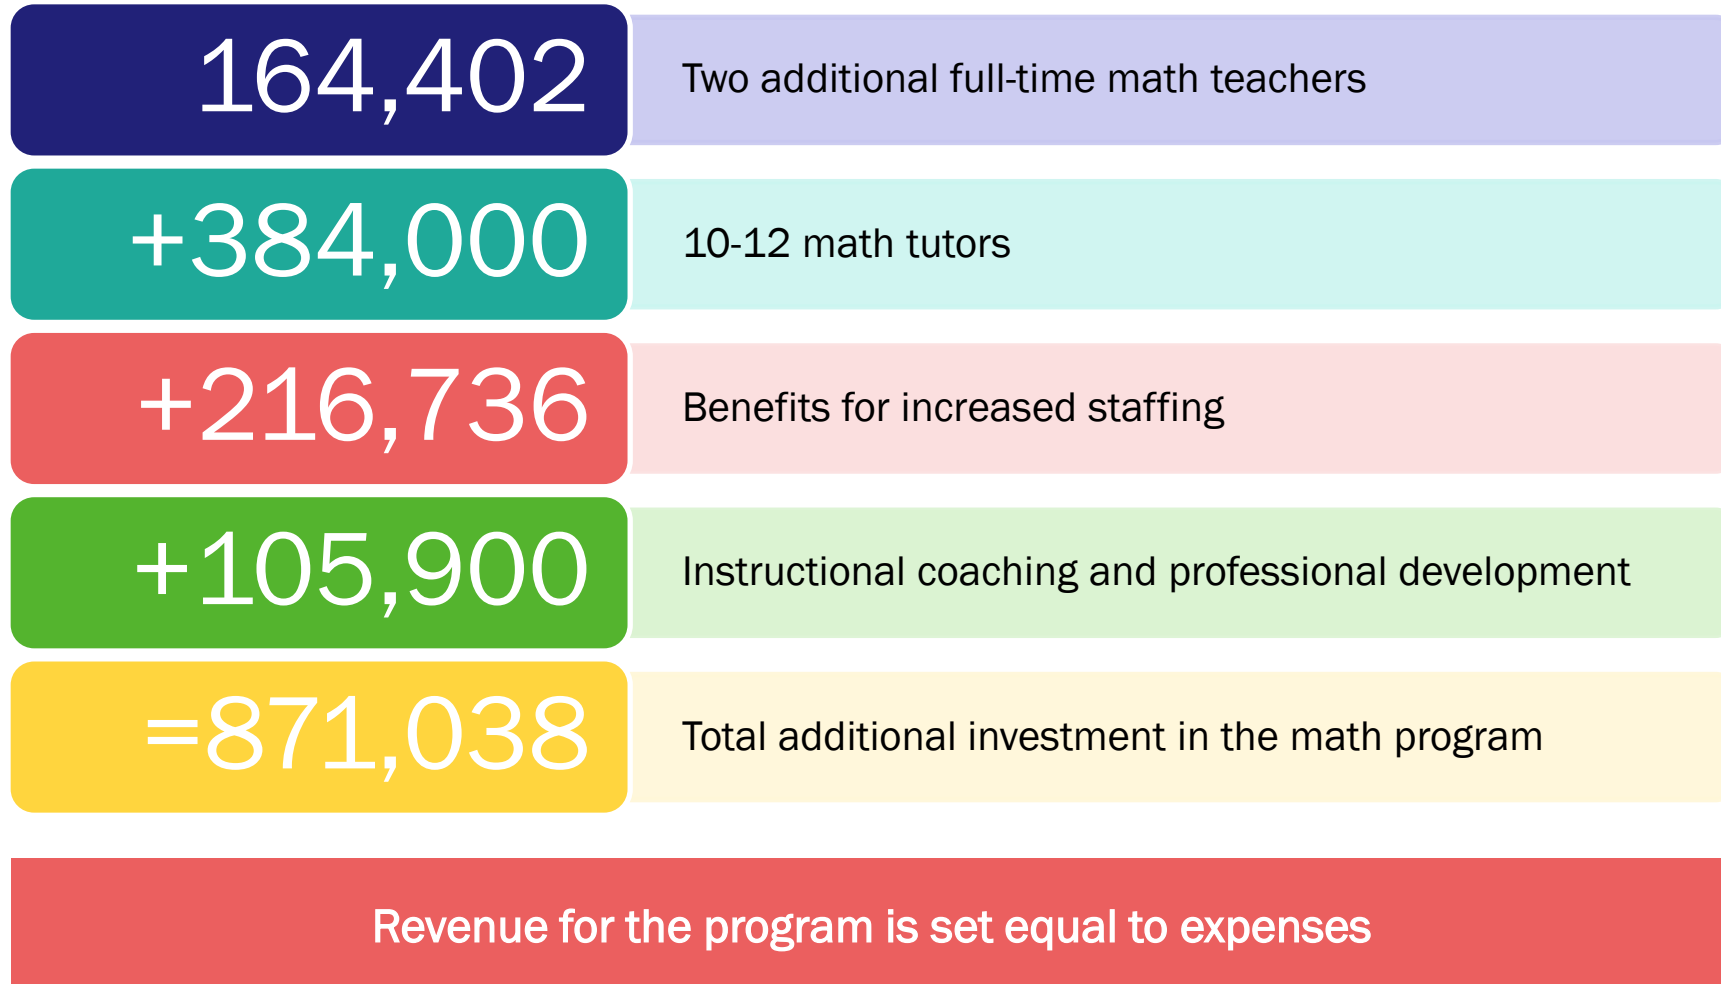 164,402
Two additional full-time math teachers
+384,000
10-12 math tutors
+216,736
Benefits for increased staffing
+105,900
Instructional coaching and professional development
=871,038
Total additional investment in the math program
Revenue for the program is set equal to expenses